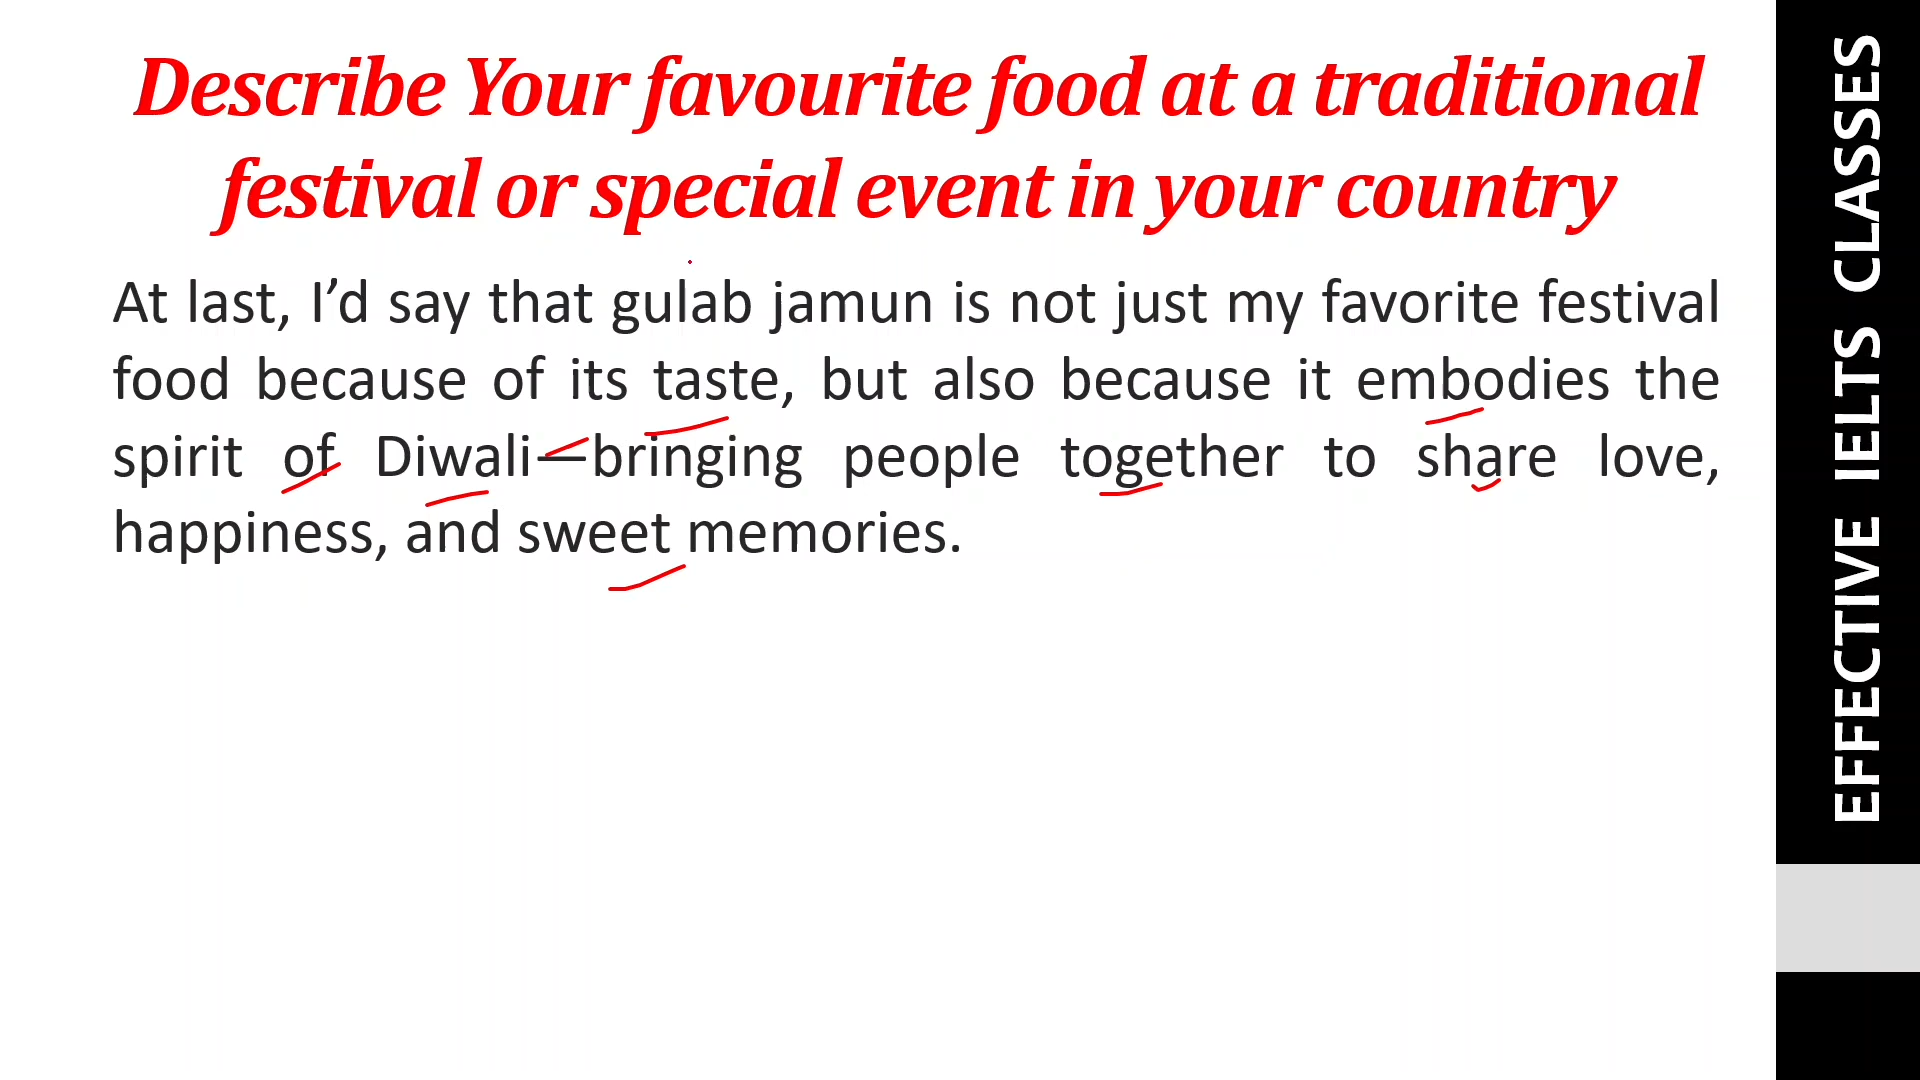 Describe Your favourite food at a traditional
festival or special event in your country
At last, I’d say that gulab jamun is not just my favorite festival
food because of its taste, but also because it embodies the
spirit of Diwali—bringing people together to share love,
happiness, and sweet memories.
EFFECTIVE IELTS CLASSES